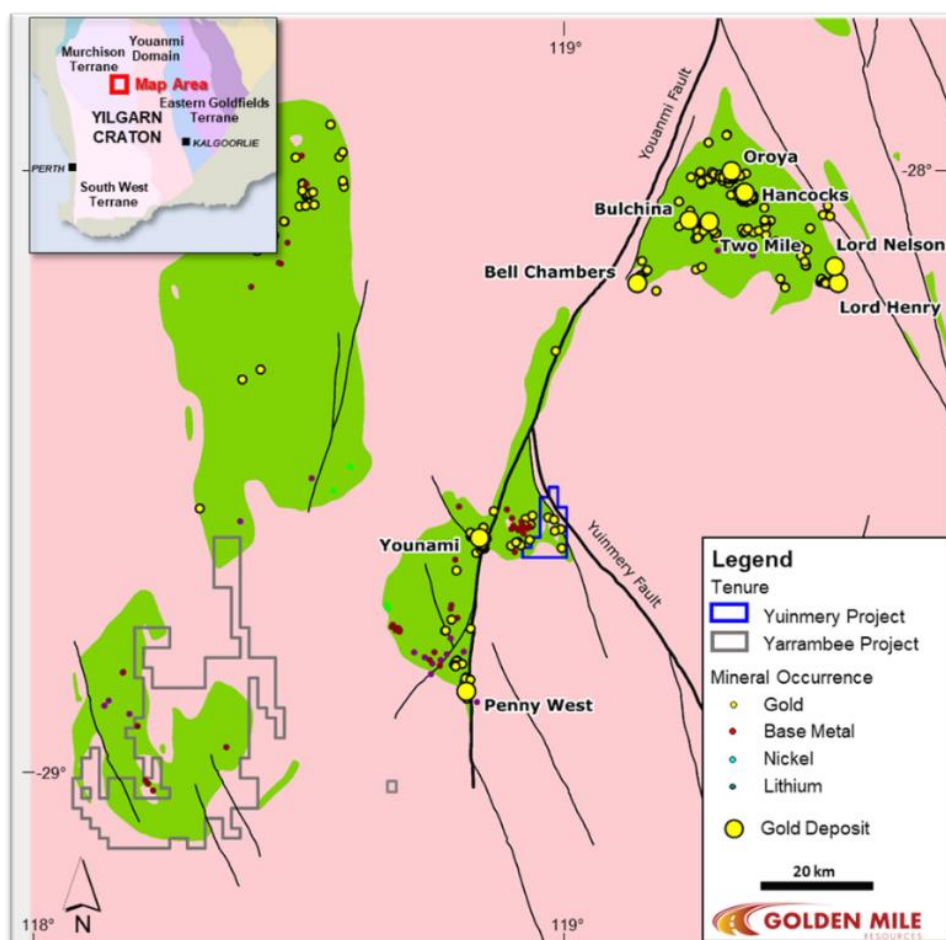 Murchison
Terrane
Youanmi
Domain
Map Area
YILGARN
CRATON
Eastern Goldfields
Terrane
KALGOORLIE
PERTH
South West
Terrane
119°
-28°
Youanmi Fault
Oroya
Hancocks
Bulchina
Two Mile
Lord Nelson
Bell Chambers
Lord Henry
Younami
Yuinmery Fault
Penny West
-29°
118°
119°
N
Legend
Tenure
Yuinmery Project
Yarrambee Project
Mineral Occurrence
Gold
Base Metal
Nickel
Lithium
Gold Deposit
20 km
GOLDEN MILE
RESOURCES